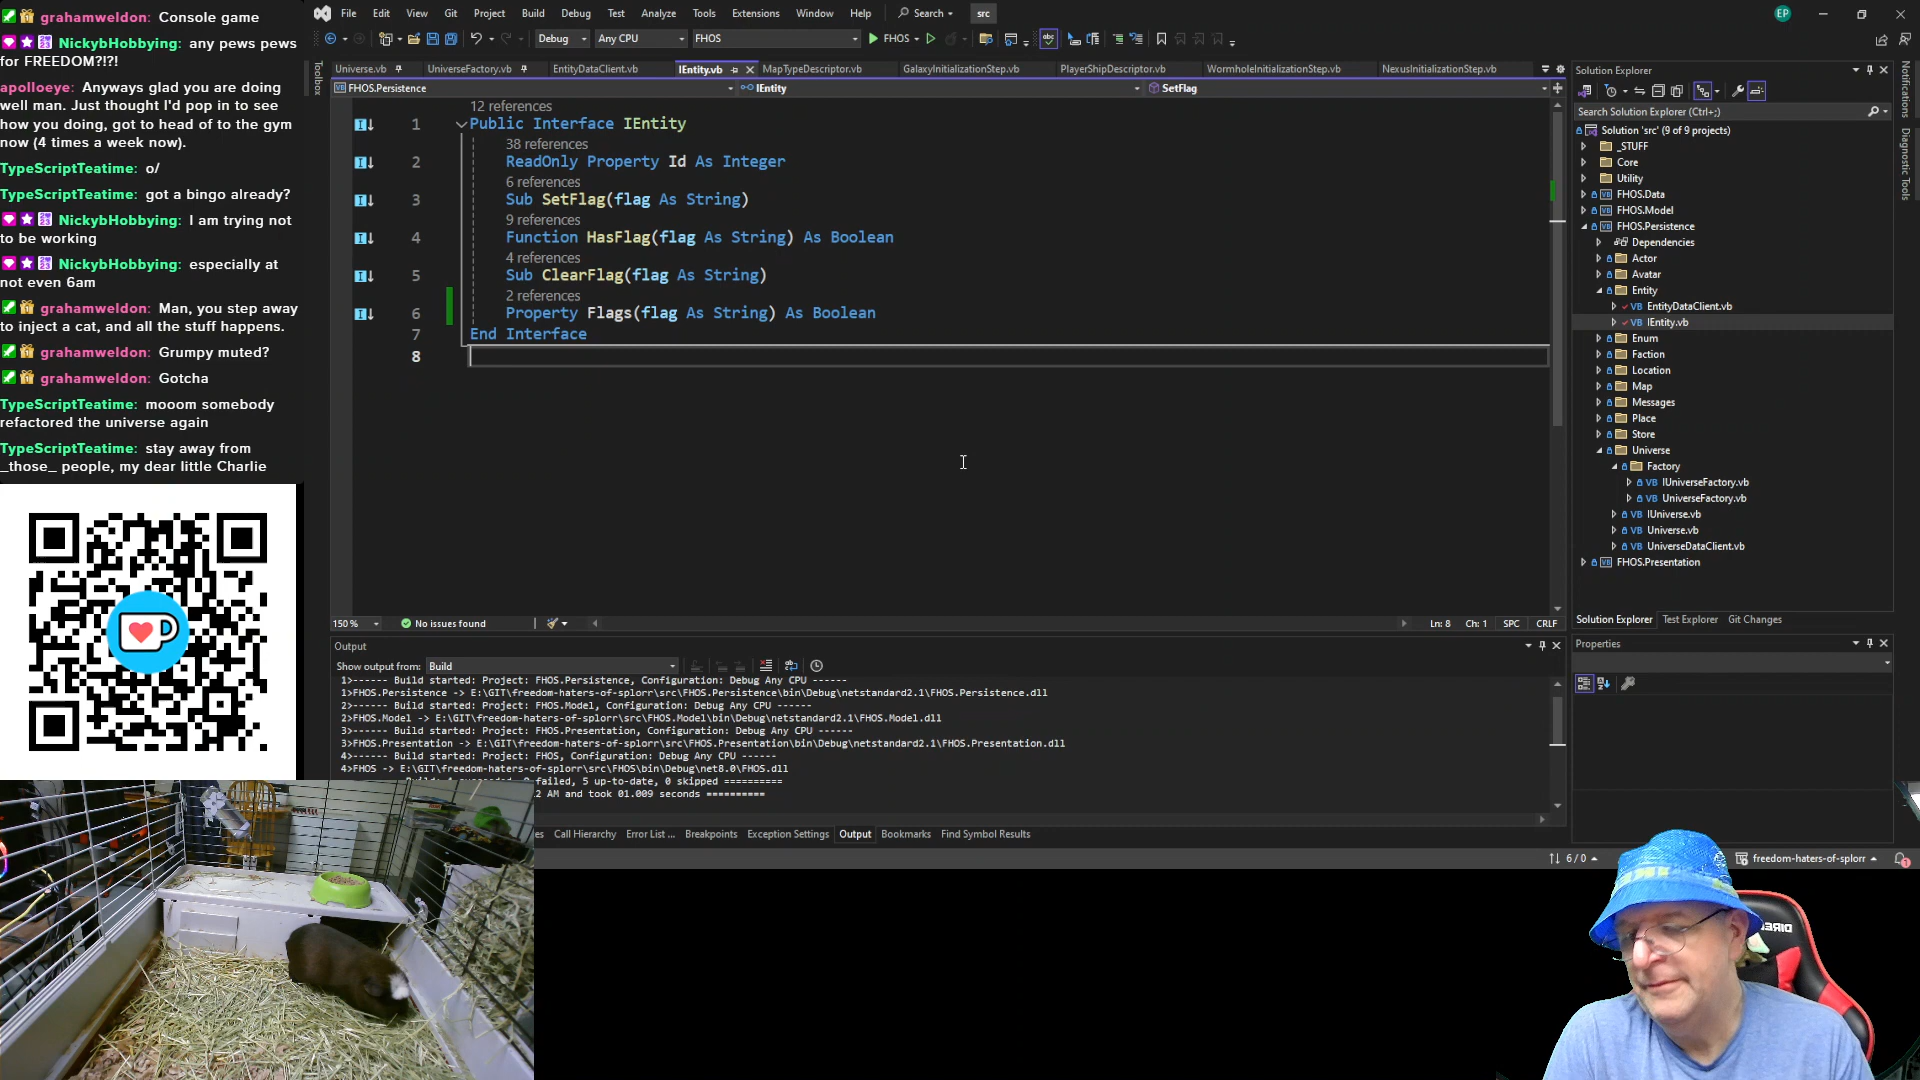 grahamweldon: Console game
NickybHobbying: any pews pews
for FREEDOM?!?!
apolloeye: Anyways glad you are doing
well man. Just thought I'd pop in to see
how you doing, got to head of to the gym
now (4 times a week now).
TypeScriptTeatime: o/
TypeScriptTeatime: got a bingo already?
NickybHobbying: I am trying not
to be working
NickybHobbying: especially at
not even 6am
grahamweldon: Man, you step away
to inject a cat, and all the stuff happens.
grahamweldon: Grumpy muted?
grahamweldon: Gotcha
TypeScriptTeatime: mooom somebody
refactored the universe again
TypeScriptTeatime: stay away from
_those_ people, my dear little Charlie
File Edit View Git Project Build Debug Test Analyze Tools Extensions Window Help Search src EP
Debug Any CPU FHOS FHOS
Toolbox
Universe.vb UniverseFactory.vb EntityDataClient.vb IEntity.vb MapTypeDescriptor.vb GalaxyInitializationStep.vb PlayerShipDescriptor.vb WormholeInitializationStep.vb NexusInitializationStep.vb
FHOS.Persistence IEntity SetFlag
12 references
1 Public Interface IEntity
38 references
2 ReadOnly Property Id As Integer
6 references
3 Sub SetFlag(flag As String)
9 references
4 Function HasFlag(flag As String) As Boolean
4 references
5 Sub ClearFlag(flag As String)
2 references
6 Property Flags(flag As String) As Boolean
7 End Interface
8
150 % No issues found Ln: 8 Ch: 1 SPC CRLF
Output
Show output from: Build
1>------ Build started: Project: FHOS.Persistence, Configuration: Debug Any CPU ------
1>FHOS.Persistence -> E:\GIT\freedom-haters-of-splorr\src\FHOS.Persistence\bin\Debug\netstandard2.1\FHOS.Persistence.dll
2>------ Build started: Project: FHOS.Model, Configuration: Debug Any CPU ------
2>FHOS.Model -> E:\GIT\freedom-haters-of-splorr\src\FHOS.Model\bin\Debug\netstandard2.1\FHOS.Model.dll
3>------ Build started: Project: FHOS.Presentation, Configuration: Debug Any CPU ------
3>FHOS.Presentation -> E:\GIT\freedom-haters-of-splorr\src\FHOS.Presentation\bin\Debug\netstandard2.1\FHOS.Presentation.dll
4>------ Build started: Project: FHOS, Configuration: Debug Any CPU ------
4>FHOS -> E:\GIT\freedom-haters-of-splorr\src\FHOS\bin\Debug\net8.0\FHOS.dll
failed, 5 up-to-date, 0 skipped ==========
2 AM and took 01.009 seconds ==========
Call Hierarchy Error List ... Breakpoints Exception Settings Output Bookmarks Find Symbol Results
Solution Explorer
Search Solution Explorer (Ctrl+;)
Solution 'src' (9 of 9 projects)
_STUFF
Core
Utility
FHOS.Data
FHOS.Model
FHOS.Persistence
Dependencies
Actor
Avatar
Entity
EntityDataClient.vb
IEntity.vb
Enum
Faction
Location
Map
Messages
Place
Store
Universe
Factory
IUniverseFactory.vb
UniverseFactory.vb
IUniverse.vb
Universe.vb
UniverseDataClient.vb
FHOS.Presentation
Solution Explorer Test Explorer Git Changes
Properties
Notifications
Diagnostic Tools
6 / 0 freedom-haters-of-splorr 1